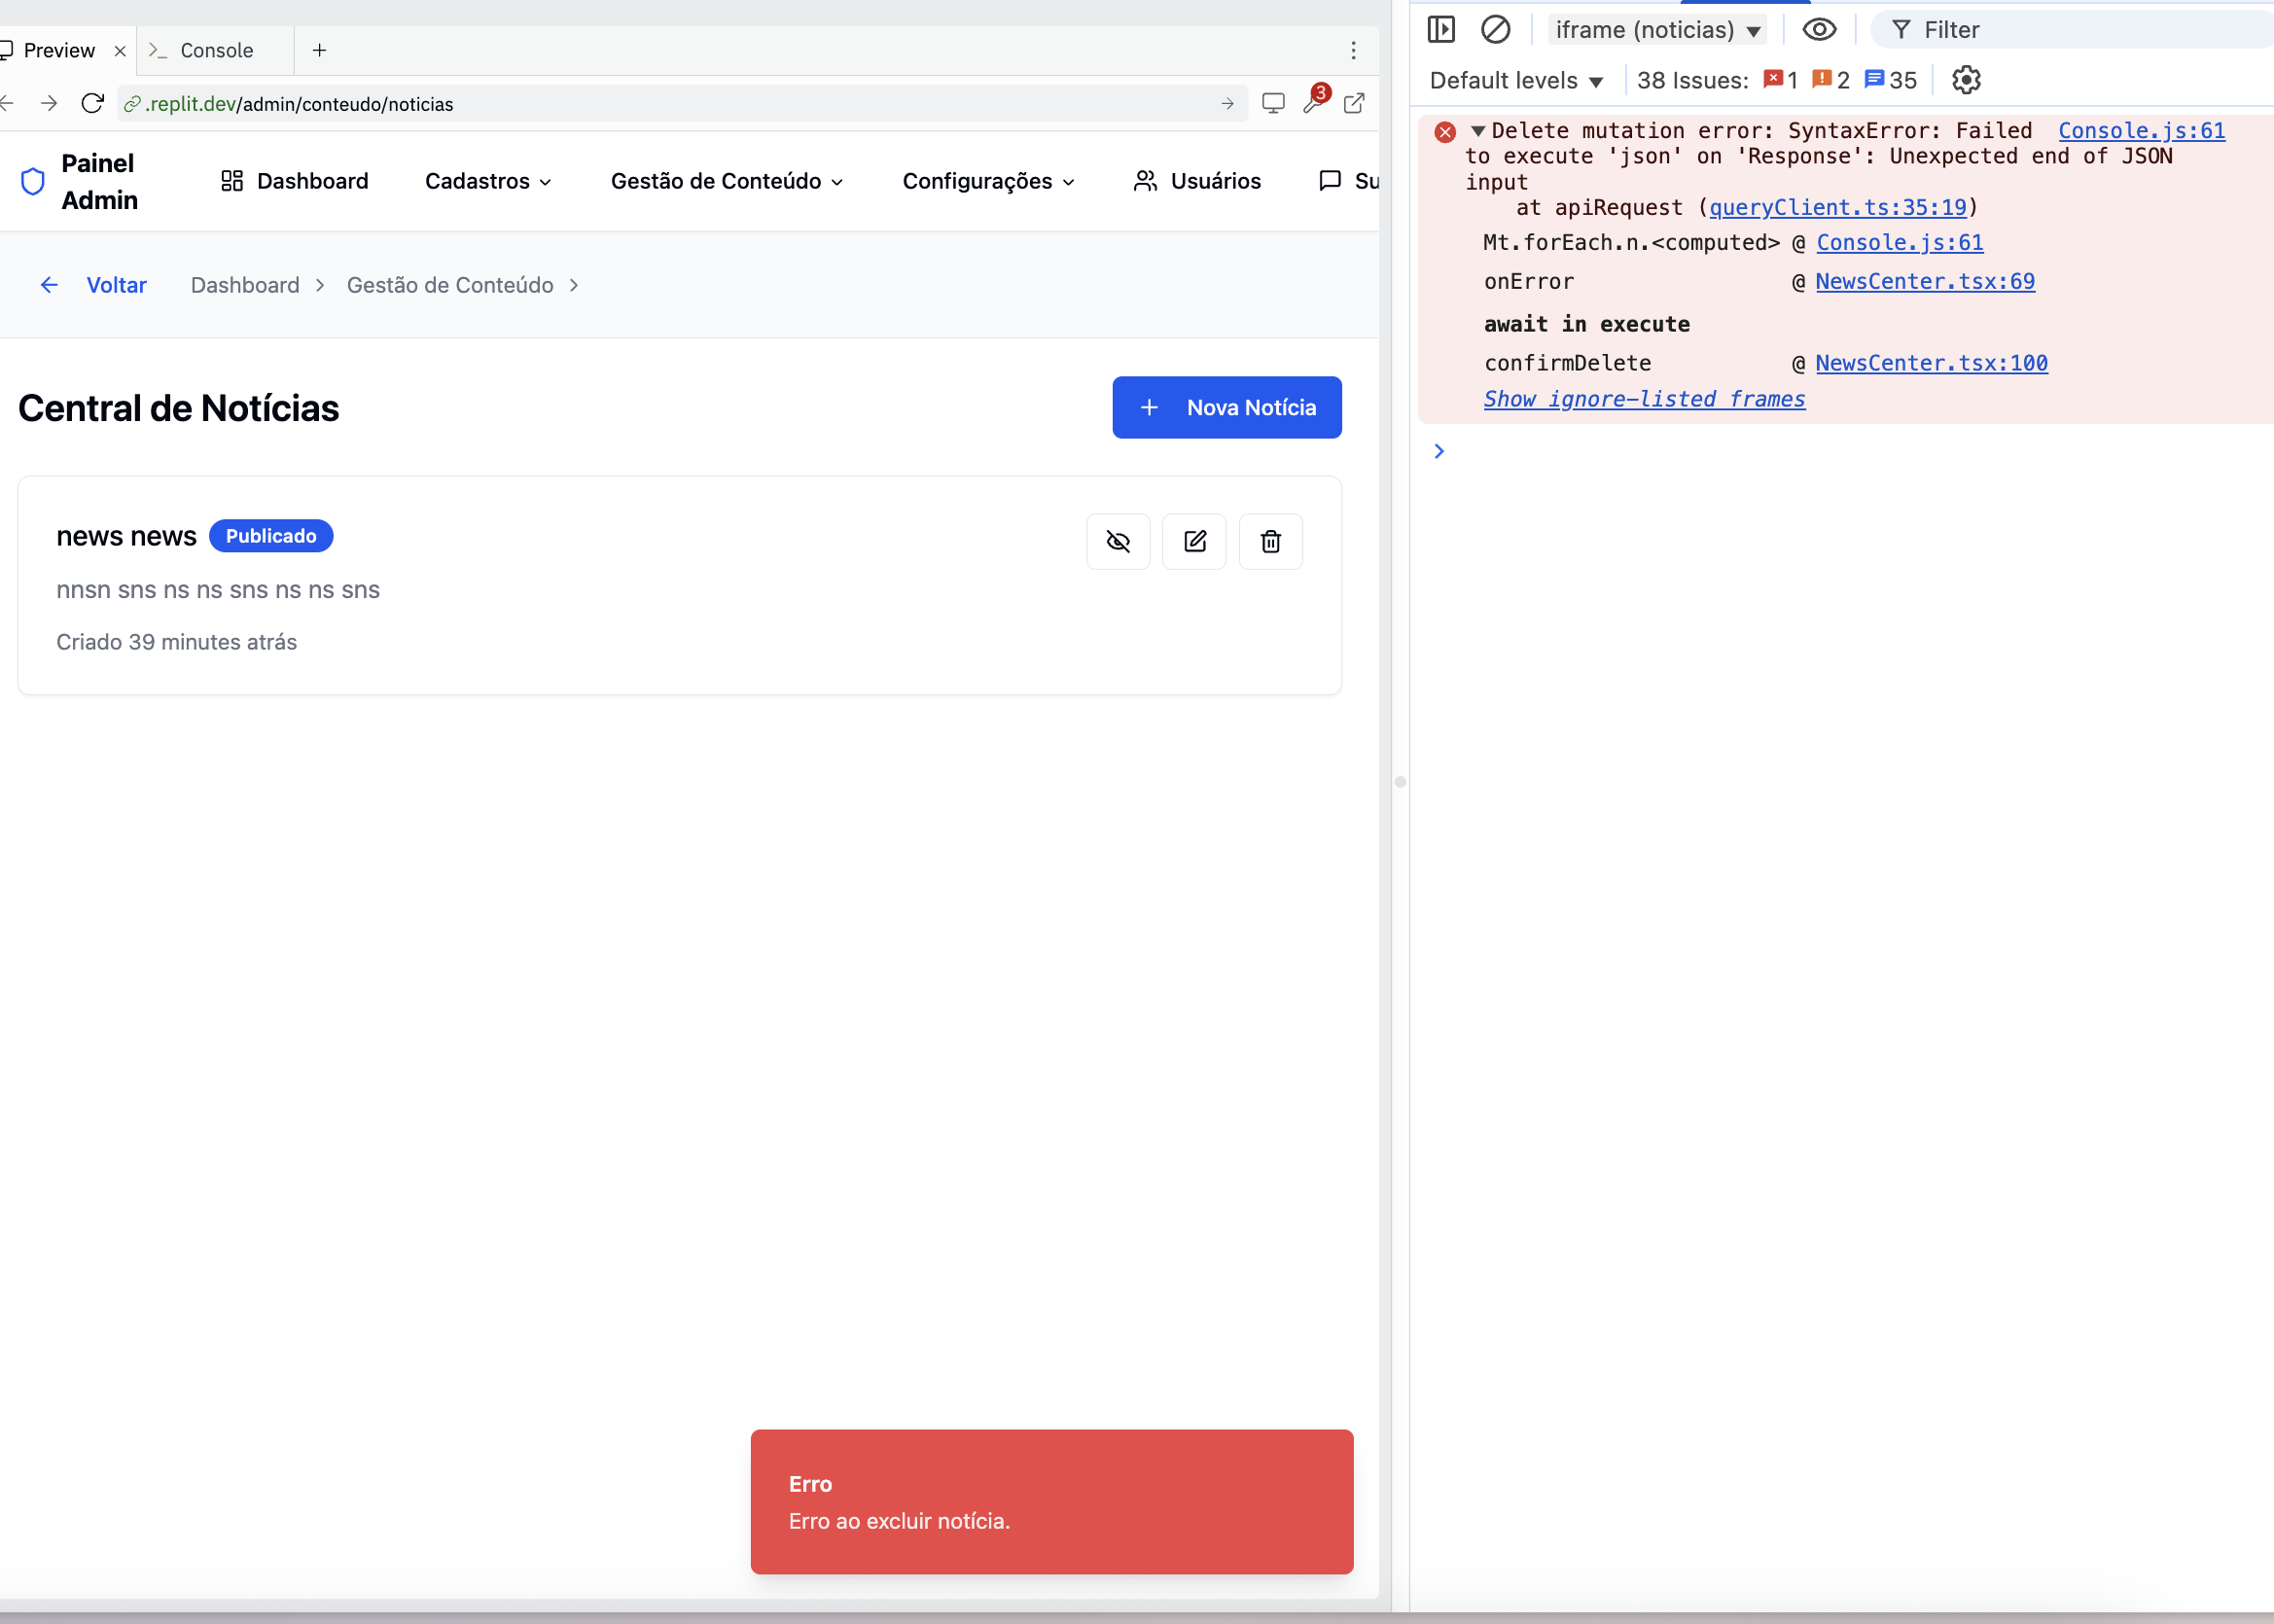 Preview
Console
.replit.dev/admin/conteudo/noticias
3
Painel
Admin
Dashboard
Cadastros
Gestão de Conteúdo
Configurações
Usuários
Su
Voltar
Dashboard
Gestão de Conteúdo
Central de Notícias
Nova Notícia
news news
Publicado
nnsn sns ns ns sns ns ns sns
Criado 39 minutes atrás
Erro
Erro ao excluir notícia.
iframe (noticias)
Filter
Default levels
38 Issues: 1 2 35
Delete mutation error: SyntaxError: Failed Console.js:61
to execute 'json' on 'Response': Unexpected end of JSON
input
at apiRequest (queryClient.ts:35:19)
Mt.forEach.n.<computed> @ Console.js:61
onError @ NewsCenter.tsx:69
await in execute
confirmDelete @ NewsCenter.tsx:100
Show ignore-listed frames